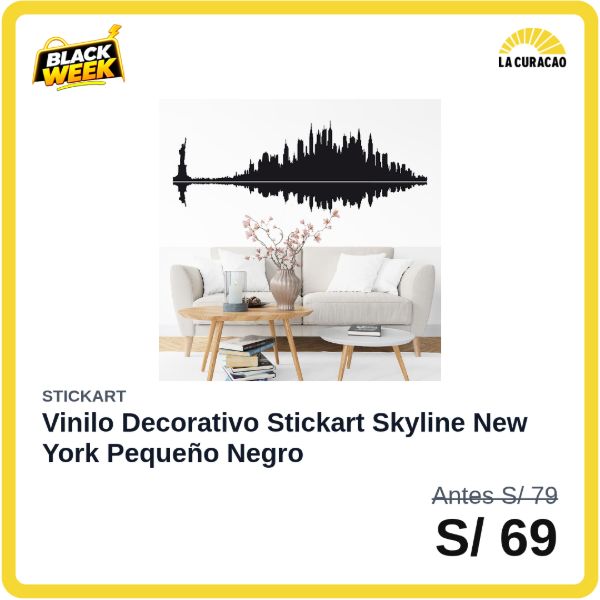 BLACK
WEEK
LA CURACAO
STICKART
Vinilo Decorativo Stickart Skyline New
York Pequeño Negro
Antes S/ 79
S/ 69